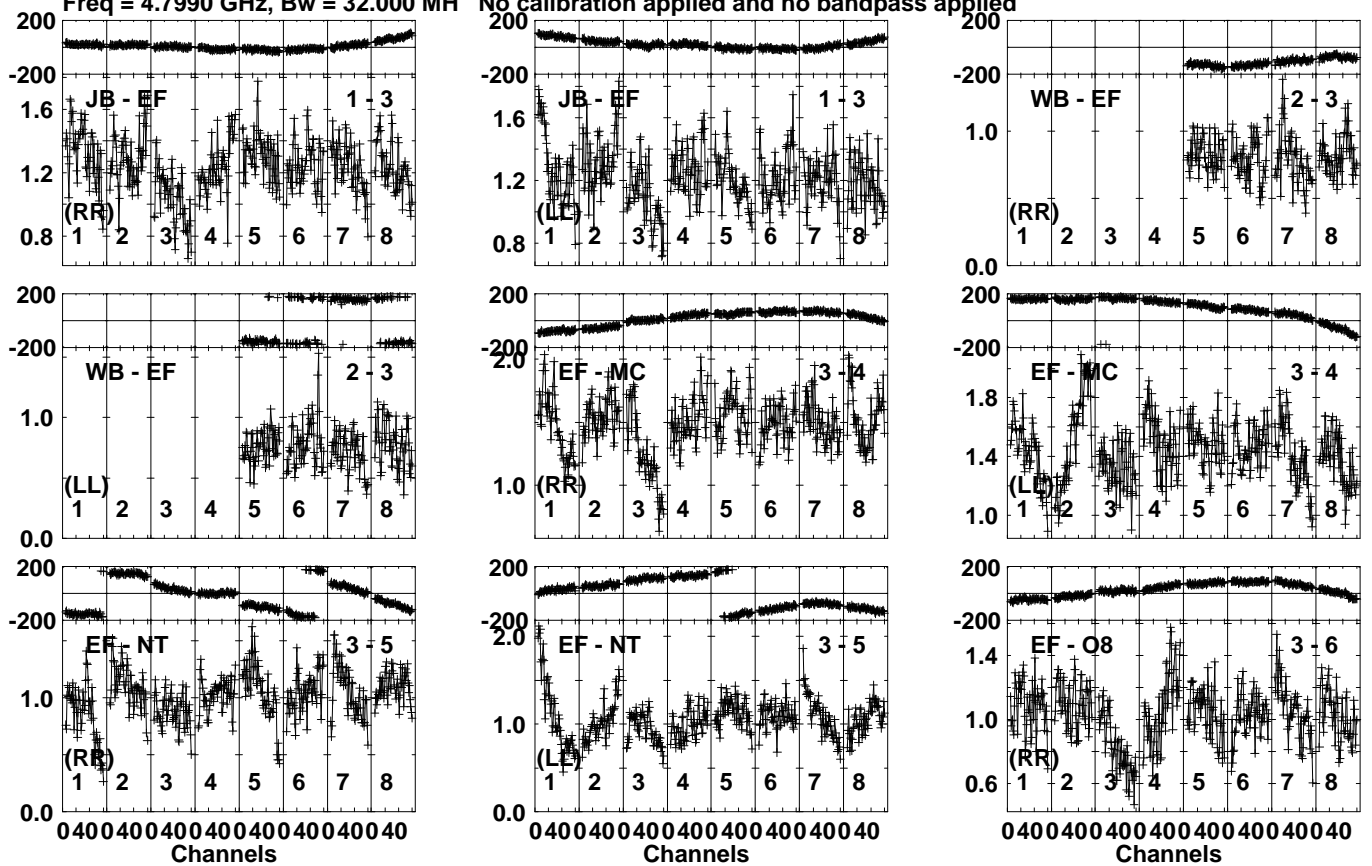 Freq = 4.7990 GHz, Bw = 32.000 MH No calibration applied and no bandpass applied
200 200 200
-200 -200 -200
JB - EF 1 - 3 JB - EF 1 - 3 WB - EF 2 - 3
1.6 1.6 1.0
1.4 1.4
1.2 1.2
1.0 1.0
(RR) (LL) (RR)
1 2 3 4 5 6 7 8 1 2 3 4 5 6 7 8 1 2 3 4 5 6 7 8
0.8 0.8
0.0
200 200 200
-200 -200 -200
2.0
WB - EF 2 - 3 EF - MC 3 - 4 EF - MC 3 - 4
1.8
1.0
1.4
(LL) 1.0 (RR) (LL)
1 2 3 4 5 6 7 8 1 2 3 4 5 6 7 8 1.0 1 2 3 4 5 6 7 8
0.0
200 200 200
-200 -200 -200
EF - NT 3 - 5 2.0 EF - NT 3 - 5 EF - O8 3 - 6
1.4
1.0 1.0 1.0
(RR) (LL) (RR)
1 2 3 4 5 6 7 8 1 2 3 4 5 6 7 8 0.6 1 2 3 4 5 6 7 8
0.0 0.0
0 40 0 40 0 40 0 40 0 40 0 40 0 40 0 40 0 40 0 40 0 40 0 40 0 40 0 40 0 40 0 40 0 40 0 40 0 40 0 40 0 40 0 40 0 40 0 40
Channels Channels Channels